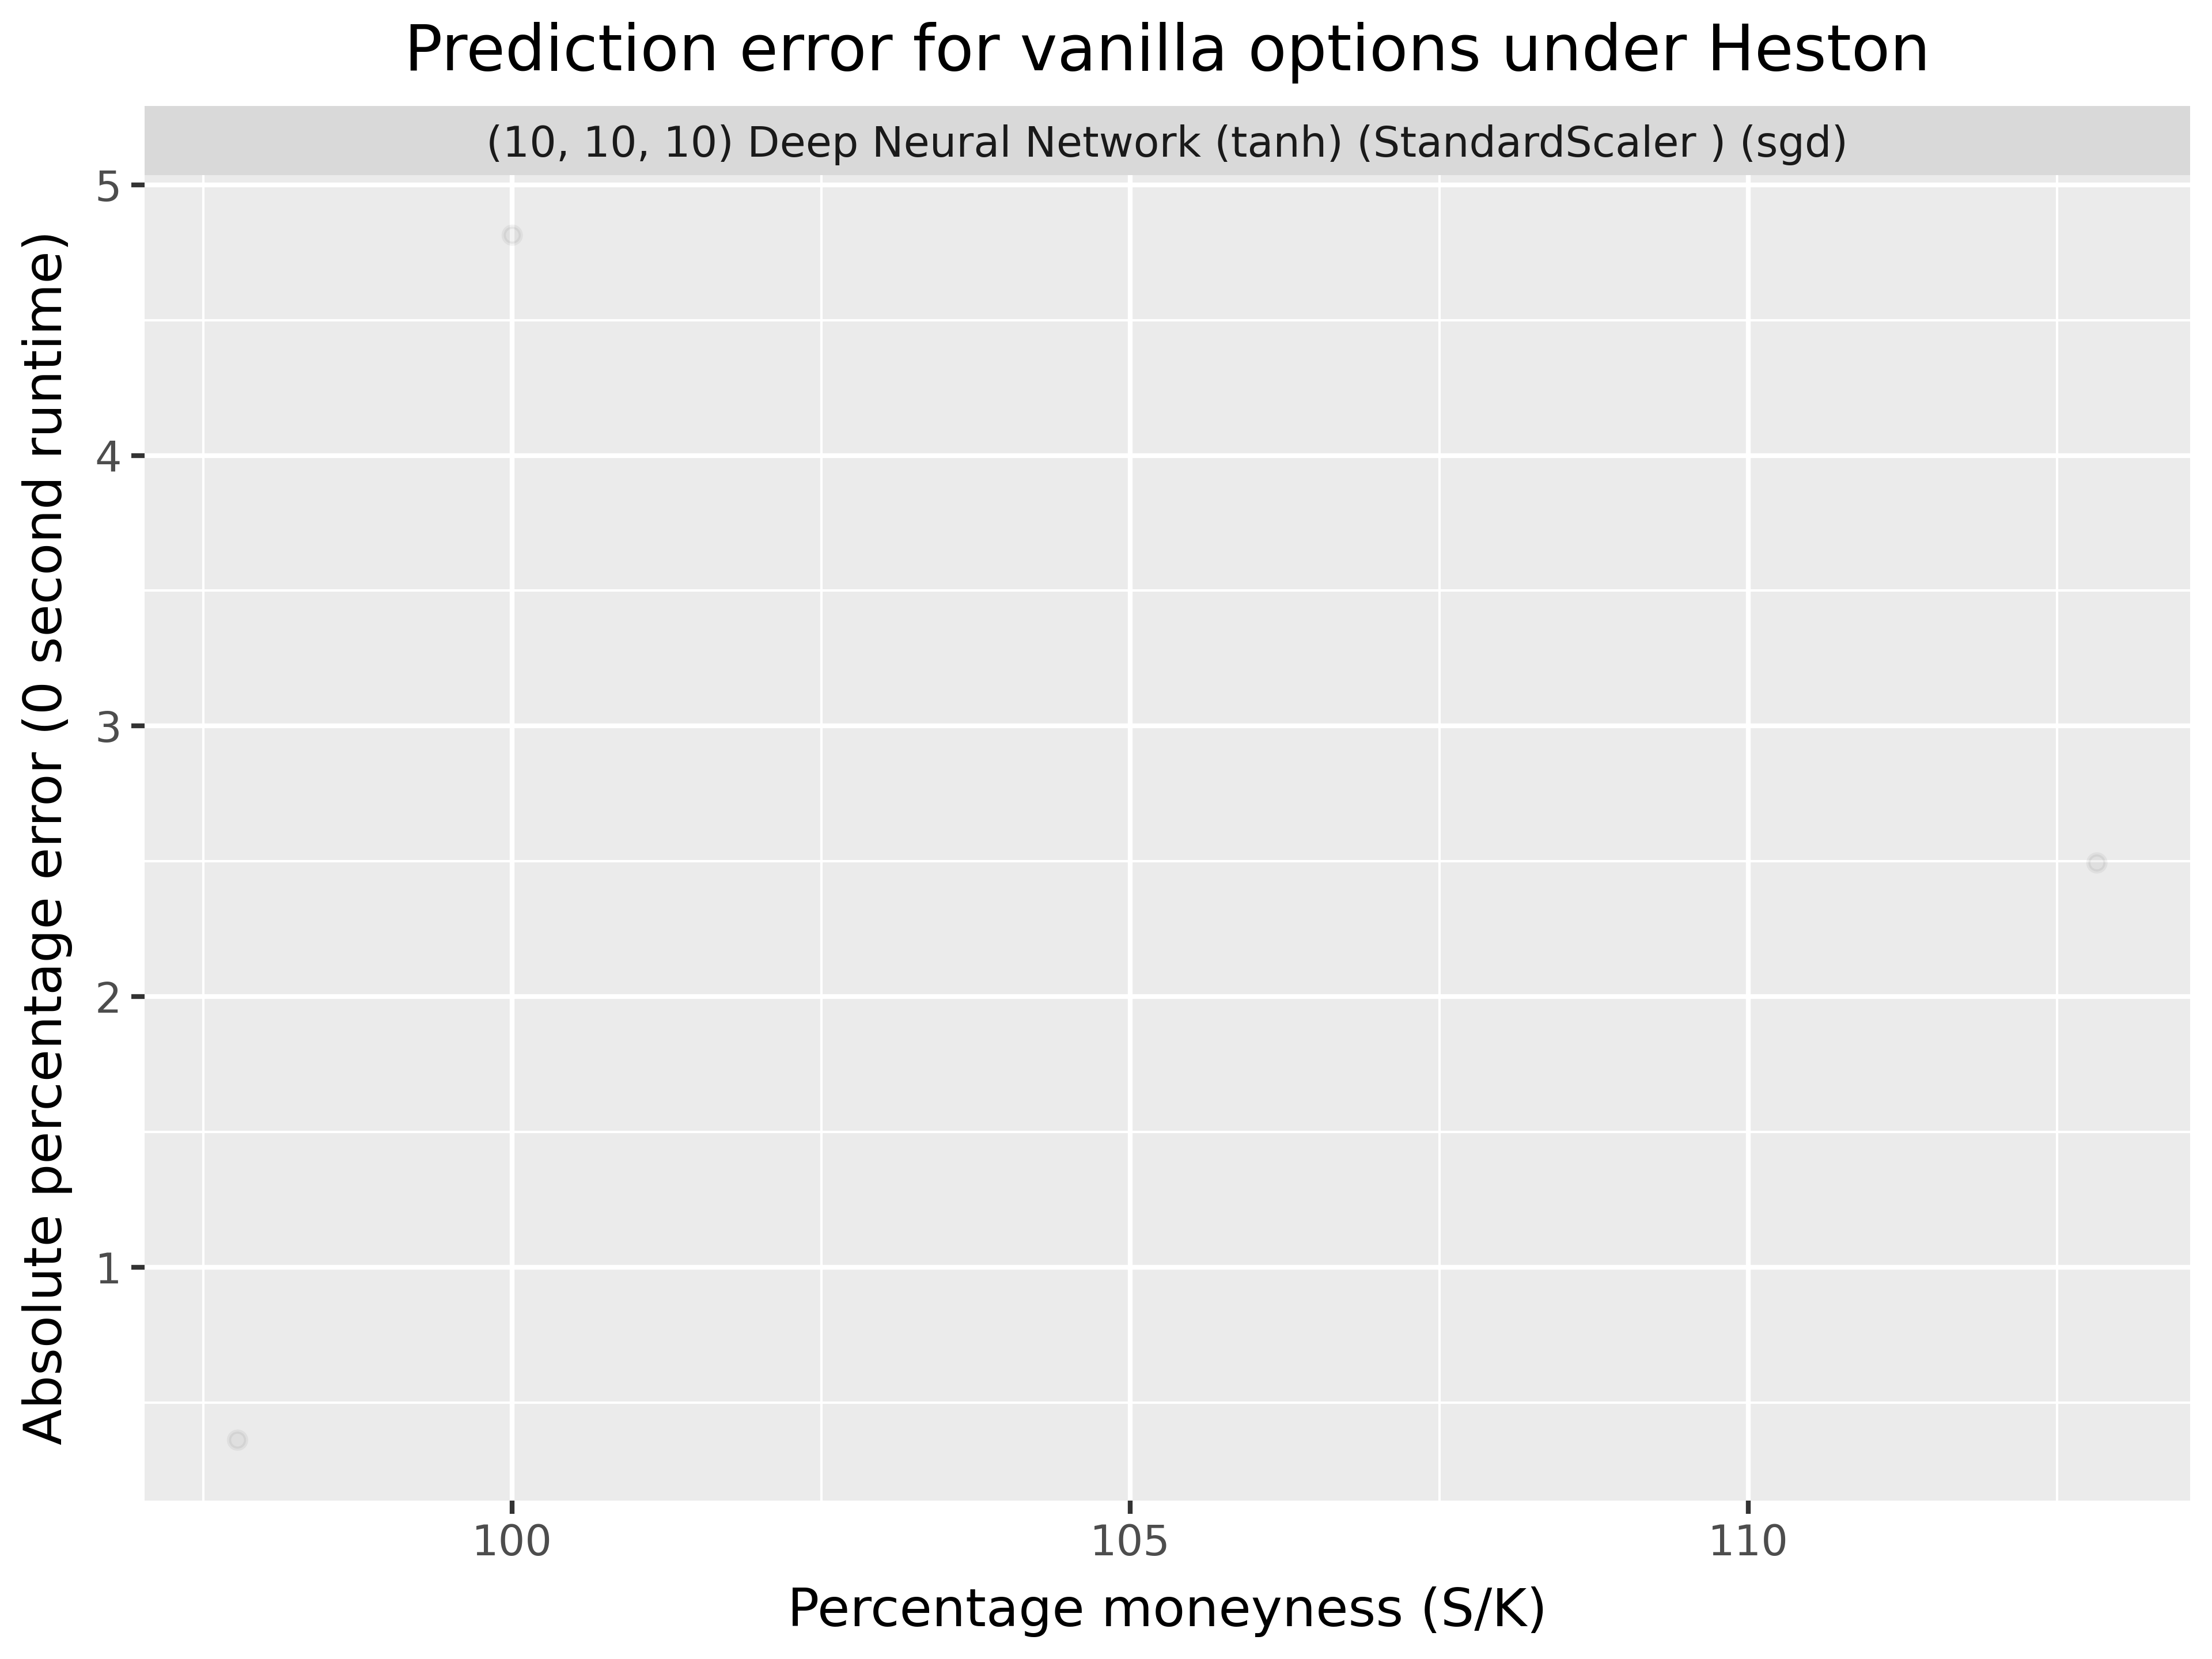 Prediction error for vanilla options under Heston
(10, 10, 10) Deep Neural Network (tanh) (StandardScaler ) (sgd)
Absolute percentage error (0 second runtime)
5
4
3
2
1
100 105 110
Percentage moneyness (S/K)